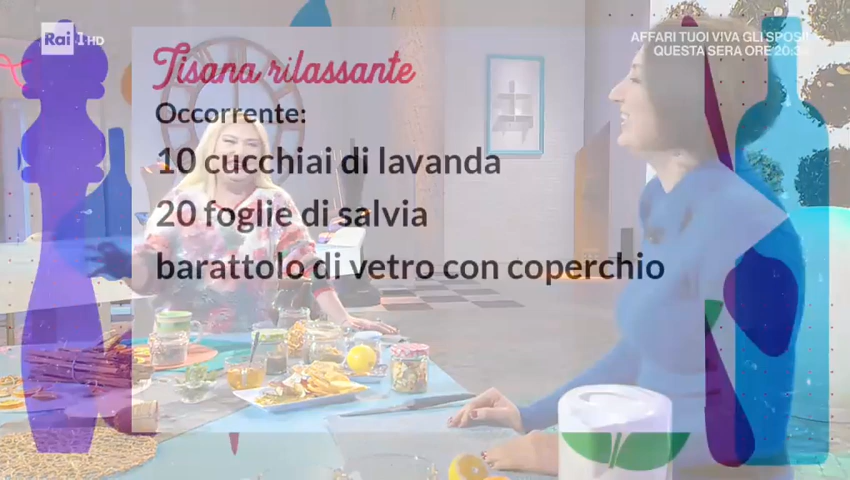 Rai 1 HD
AFFARI TUOI VIVA GLI SPOSI!
QUESTA SERA ORE 20:3
Tisana rilassante
Occorrente:
10 cucchiai di lavanda
20 foglie di salvia
barattolo di vetro con coperchio